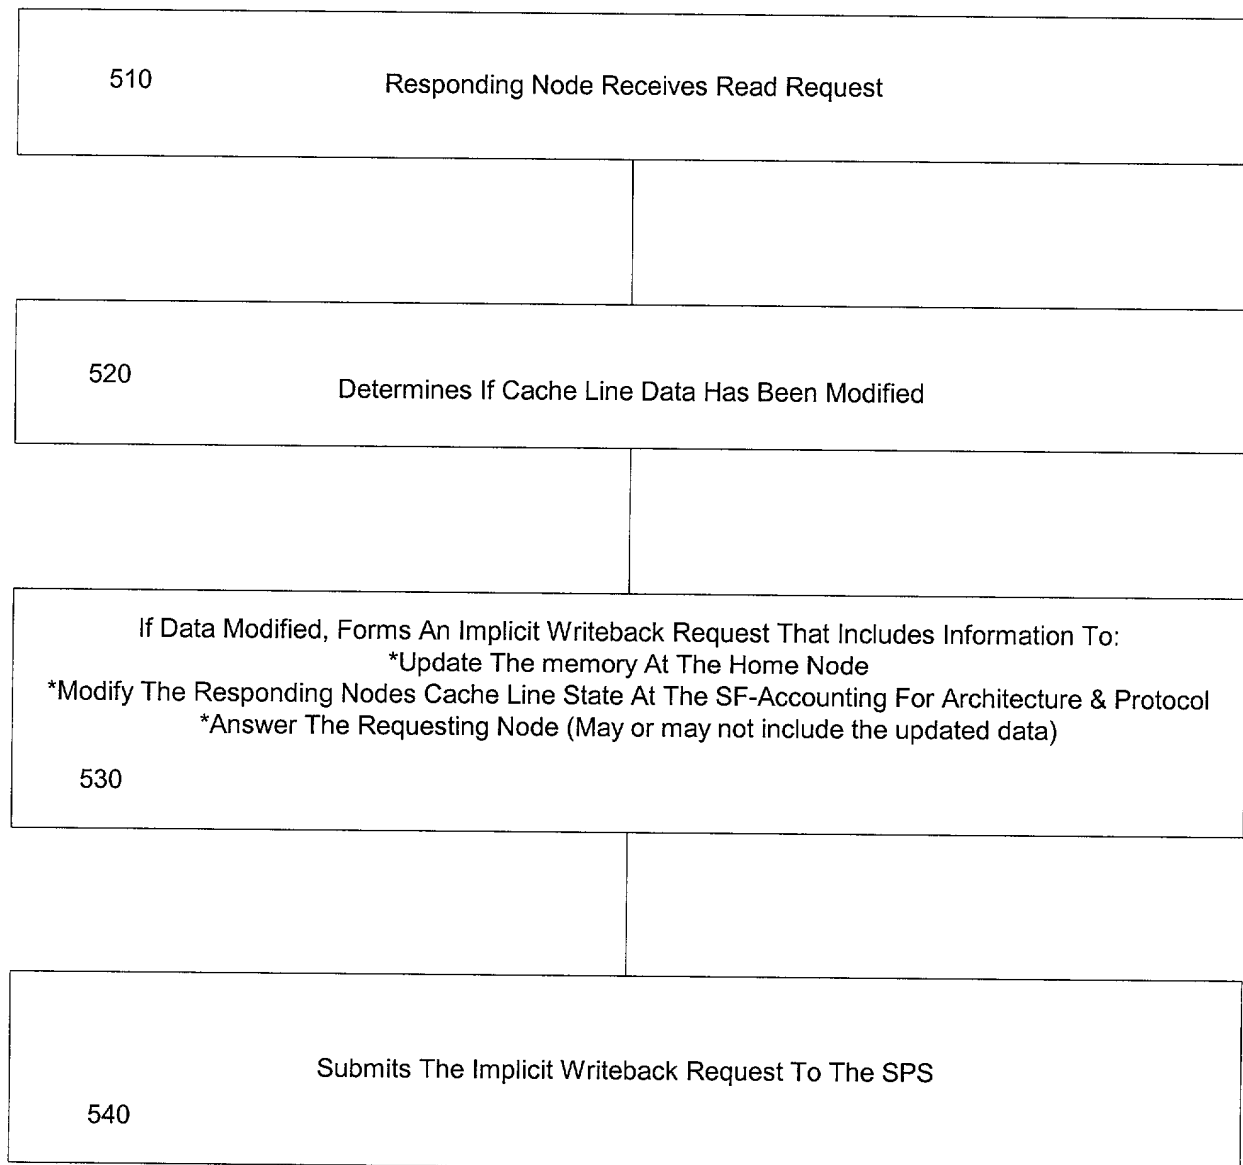 510
Responding Node Receives Read Request
520
Determines If Cache Line Data Has Been Modified
If Data Modified, Forms An Implicit Writeback Request That Includes Information To:
*Update The memory At The Home Node
*Modify The Responding Nodes Cache Line State At The SF-Accounting For Architecture & Protocol
*Answer The Requesting Node (May or may not include the updated data)
530
Submits The Implicit Writeback Request To The SPS
540